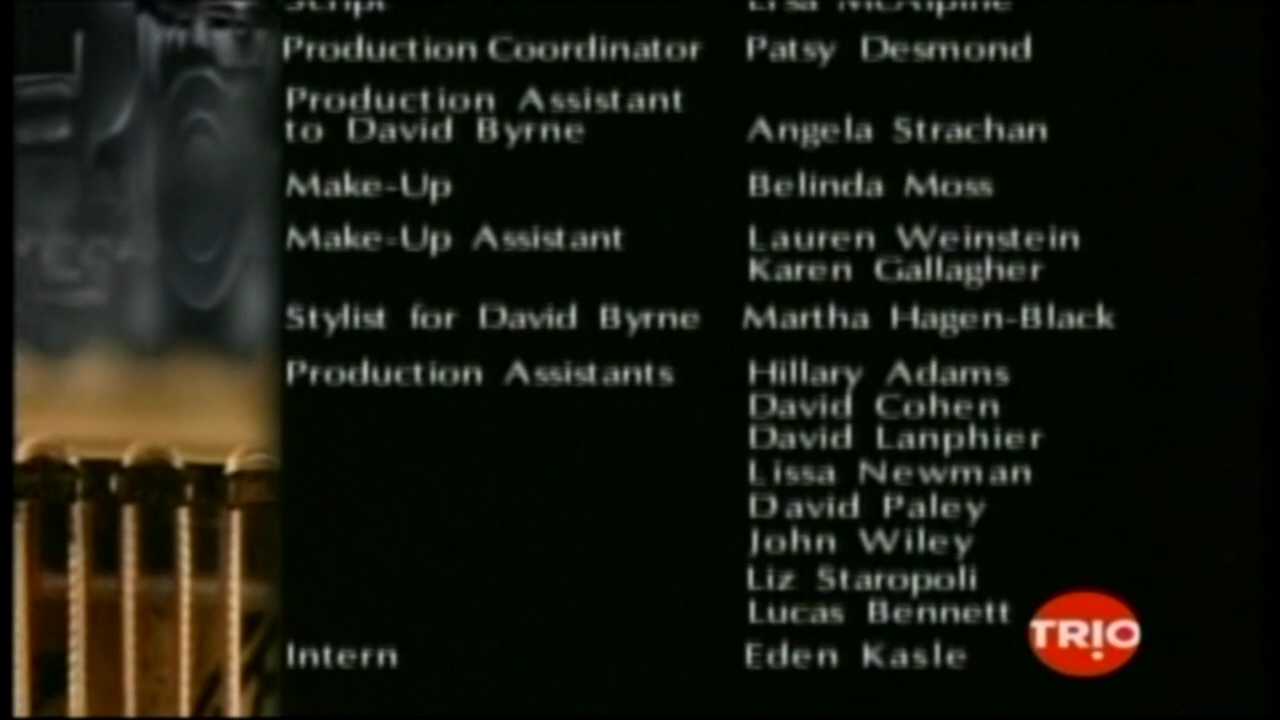 Script
Production Coordinator Patsy Desmond
Production Assistant
to David Byrne Angela Strachan
Make-Up Belinda Moss
Make-Up Assistant Lauren Weinstein
Karen Gallagher
Stylist for David Byrne Martha Hagen-Black
Production Assistants Hillary Adams
David Cohen
David Lanphier
Lissa Newman
David Paley
John Wiley
Liz Staropoli
Lucas Bennett
TRIO
Intern Eden Kasle